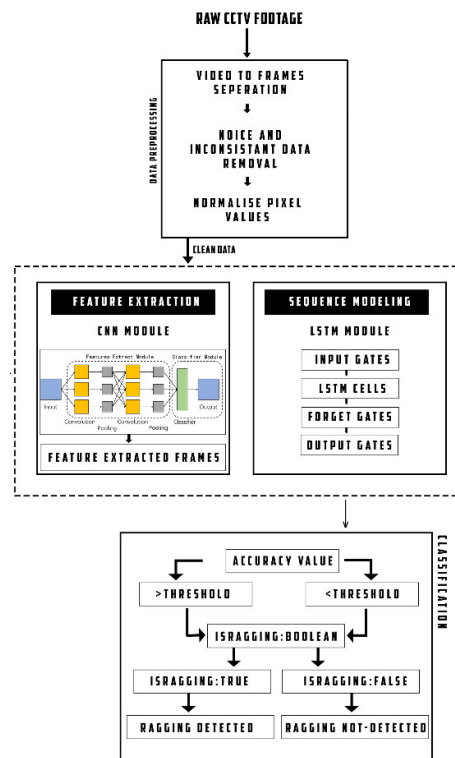 RAW CCTV FOOTAGE
DATA PREPROCESSING
VIDEO TO FRAMES
SEPERATION
NOICE AND
INCONSISTANT DATA
REMOVAL
NORMALISE PIXEL
VALUES
CLEAN DATA
FEATURE EXTRACTION
CNN MODULE
Features Extract Module
Classifier Module
Input
Convolution
Pooling
Convolution
Pooling
Classifier
Output
FEATURE EXTRACTED FRAMES
SEQUENCE MODELING
LSTM MODULE
INPUT GATES
LSTM CELLS
FORGET GATES
OUTPUT GATES
CLASSIFICATION
ACCURACY VALUE
>THRESHOLD
<THRESHOLD
ISRAGGING:BOOLEAN
ISRAGGING:TRUE
ISRAGGING:FALSE
RAGGING DETECTED
RAGGING NOT-DETECTED